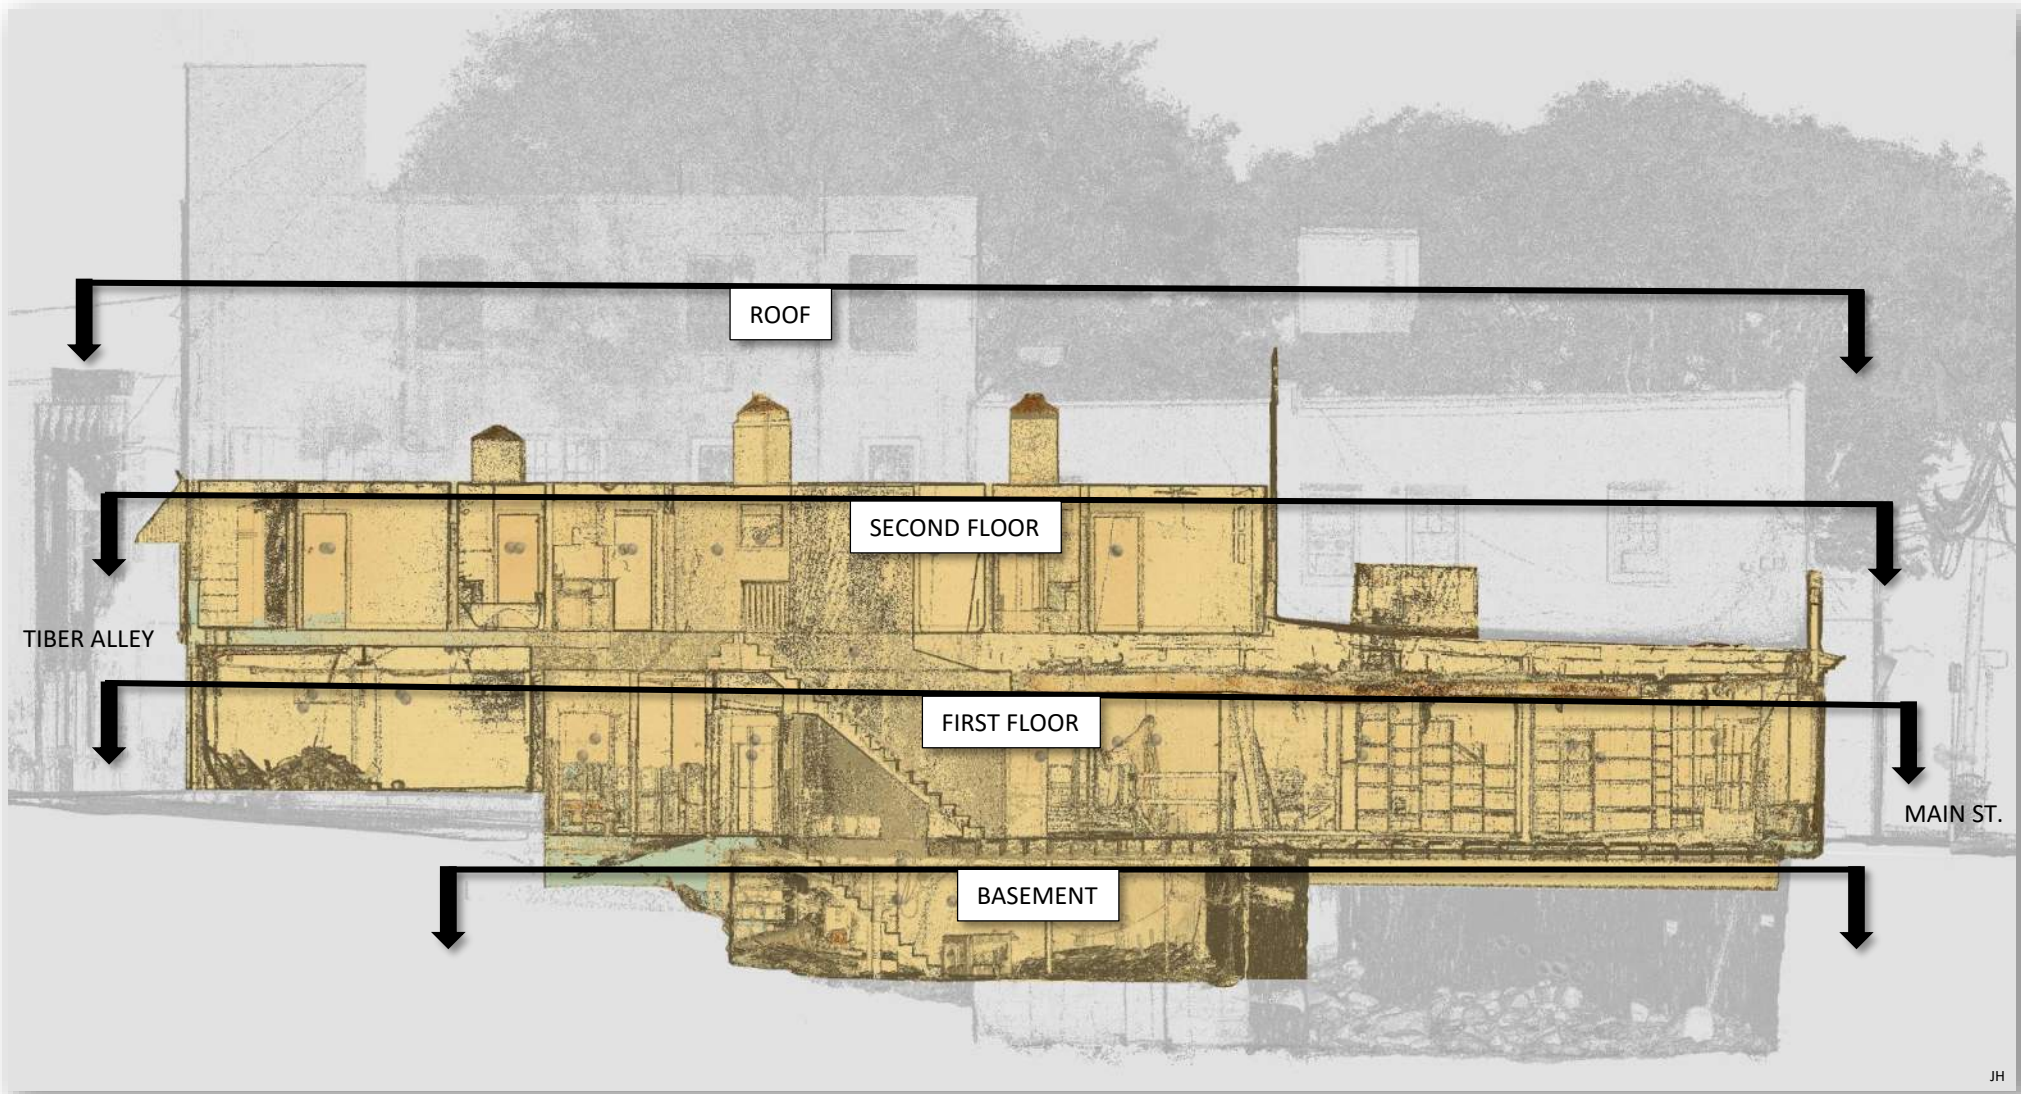 ROOF
SECOND FLOOR
TIBER ALLEY
FIRST FLOOR
MAIN ST.
BASEMENT
JH